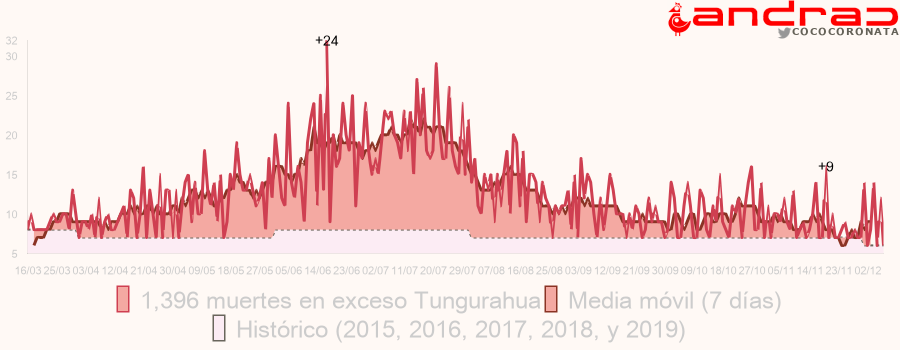 andrab
COCOCORONATA
+24
+9
32
30
25
20
15
10
5
16/03 25/03 03/04 12/04 21/04 30/04 09/05 18/05 27/05 05/06 14/06 23/06 02/07 11/07 20/07 29/07 07/08 16/08 25/08 03/09 12/09 21/09 30/09 09/10 18/10 27/10 05/11 14/11 23/11 02/12
1,396 muertes en exceso Tungurahua Media móvil (7 días)
Histórico (2015, 2016, 2017, 2018, y 2019)